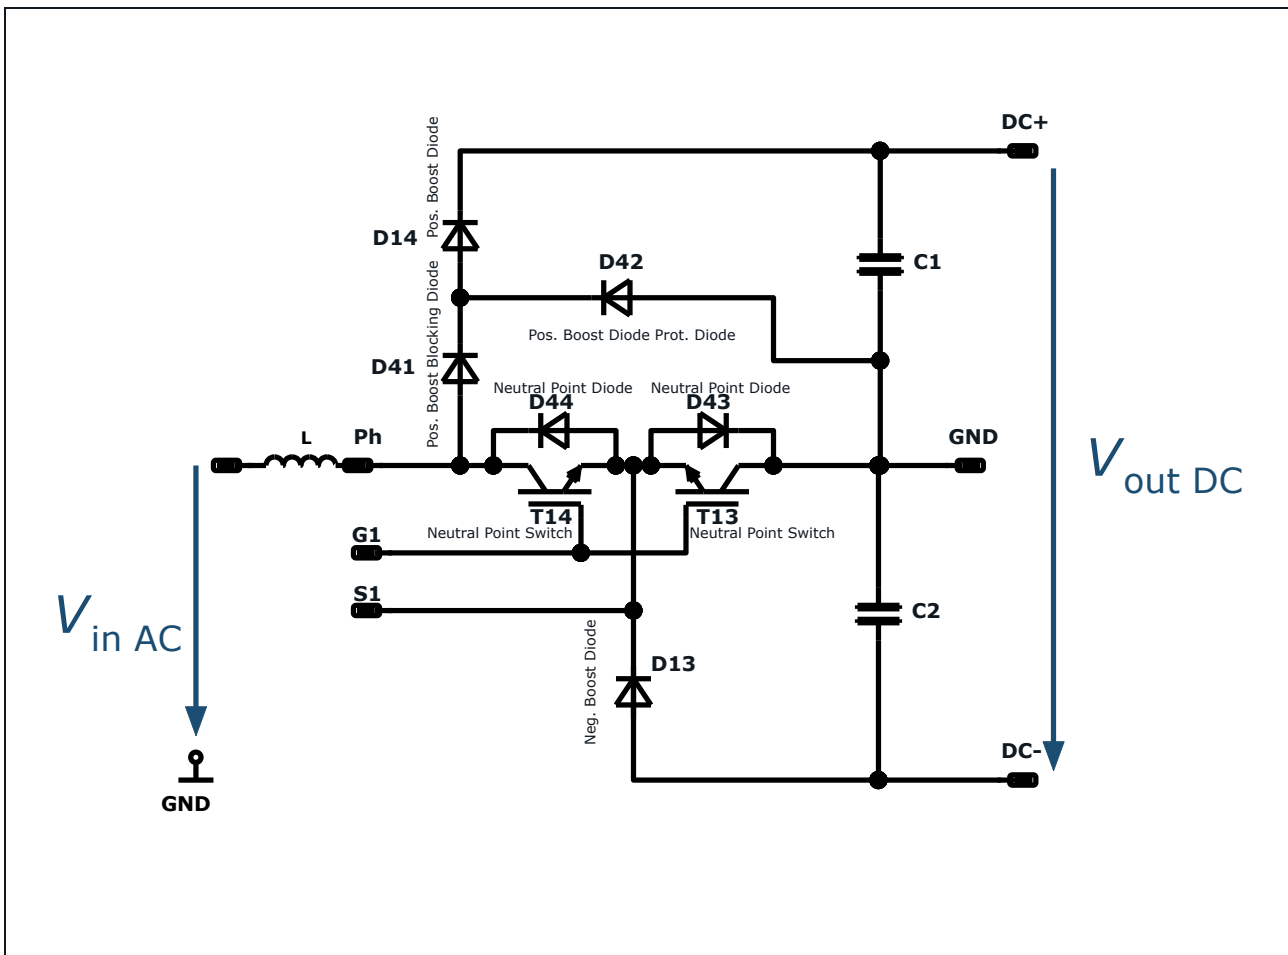 DC+
Pos. Boost Diode
D14
D42
C1
Pos. Boost Blocking Diode
Pos. Boost Diode Prot. Diode
D41
Neutral Point Diode
Neutral Point Diode
D44
D43
L
Ph
GND
V out DC
T14
T13
Neutral Point Switch
Neutral Point Switch
G1
S1
V in AC
C2
Neg. Boost Diode
D13
DC-
GND